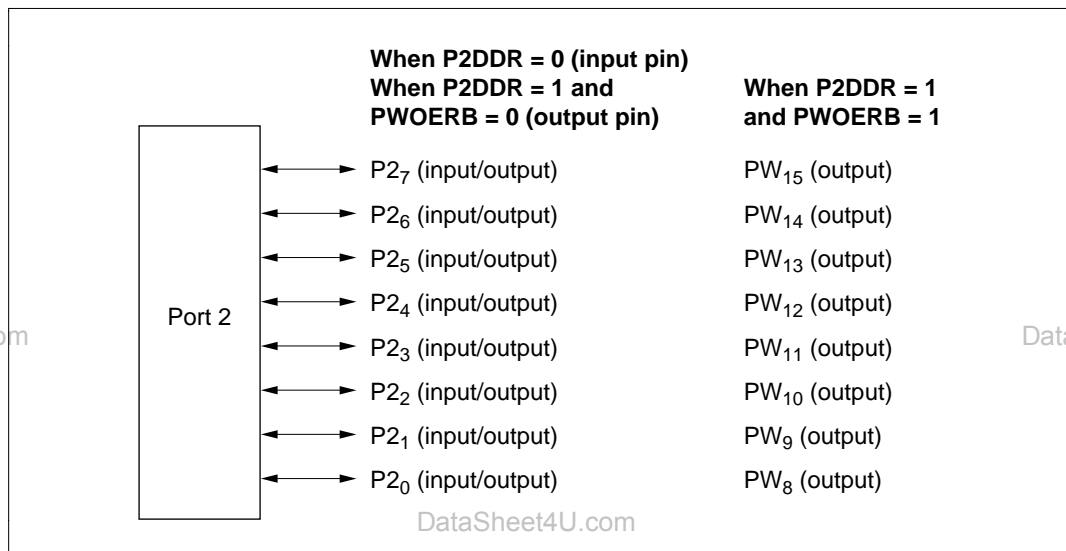 When P2DDR = 0 (input pin)
When P2DDR = 1 and
PWOERB = 0 (output pin)
When P2DDR = 1
and PWOERB = 1
Port 2
P2₇ (input/output) PW₁₅ (output)
P2₆ (input/output) PW₁₄ (output)
P2₅ (input/output) PW₁₃ (output)
P2₄ (input/output) PW₁₂ (output)
P2₃ (input/output) PW₁₁ (output)
P2₂ (input/output) PW₁₀ (output)
P2₁ (input/output) PW₉ (output)
P2₀ (input/output) PW₈ (output)
om
Data
DataSheet4U.com